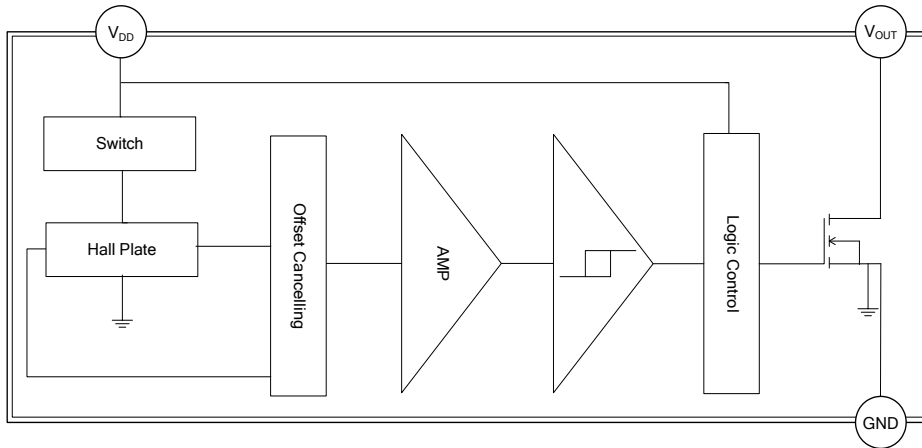 VDD
VOUT
Switch
Hall Plate
Offset Cancelling
AMP
Logic Control
GND